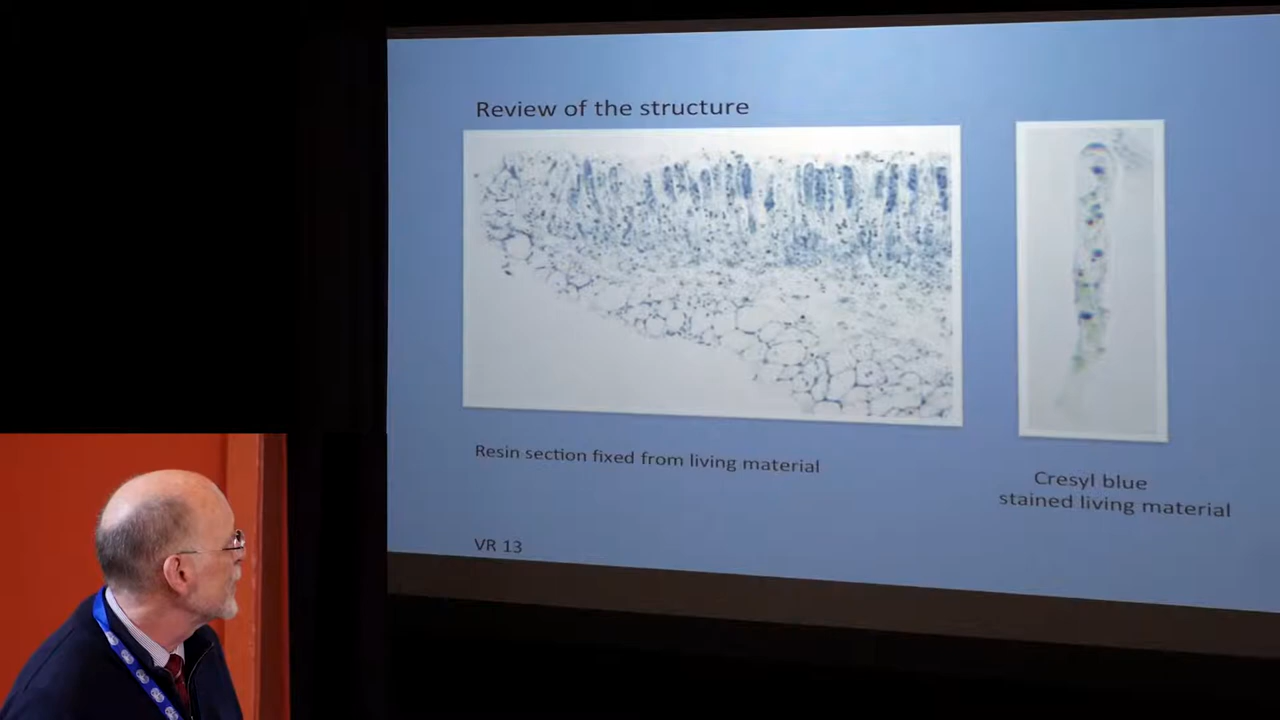 Review of the structure
Resin section fixed from living material
Cresyl blue
stained living material
VR 13